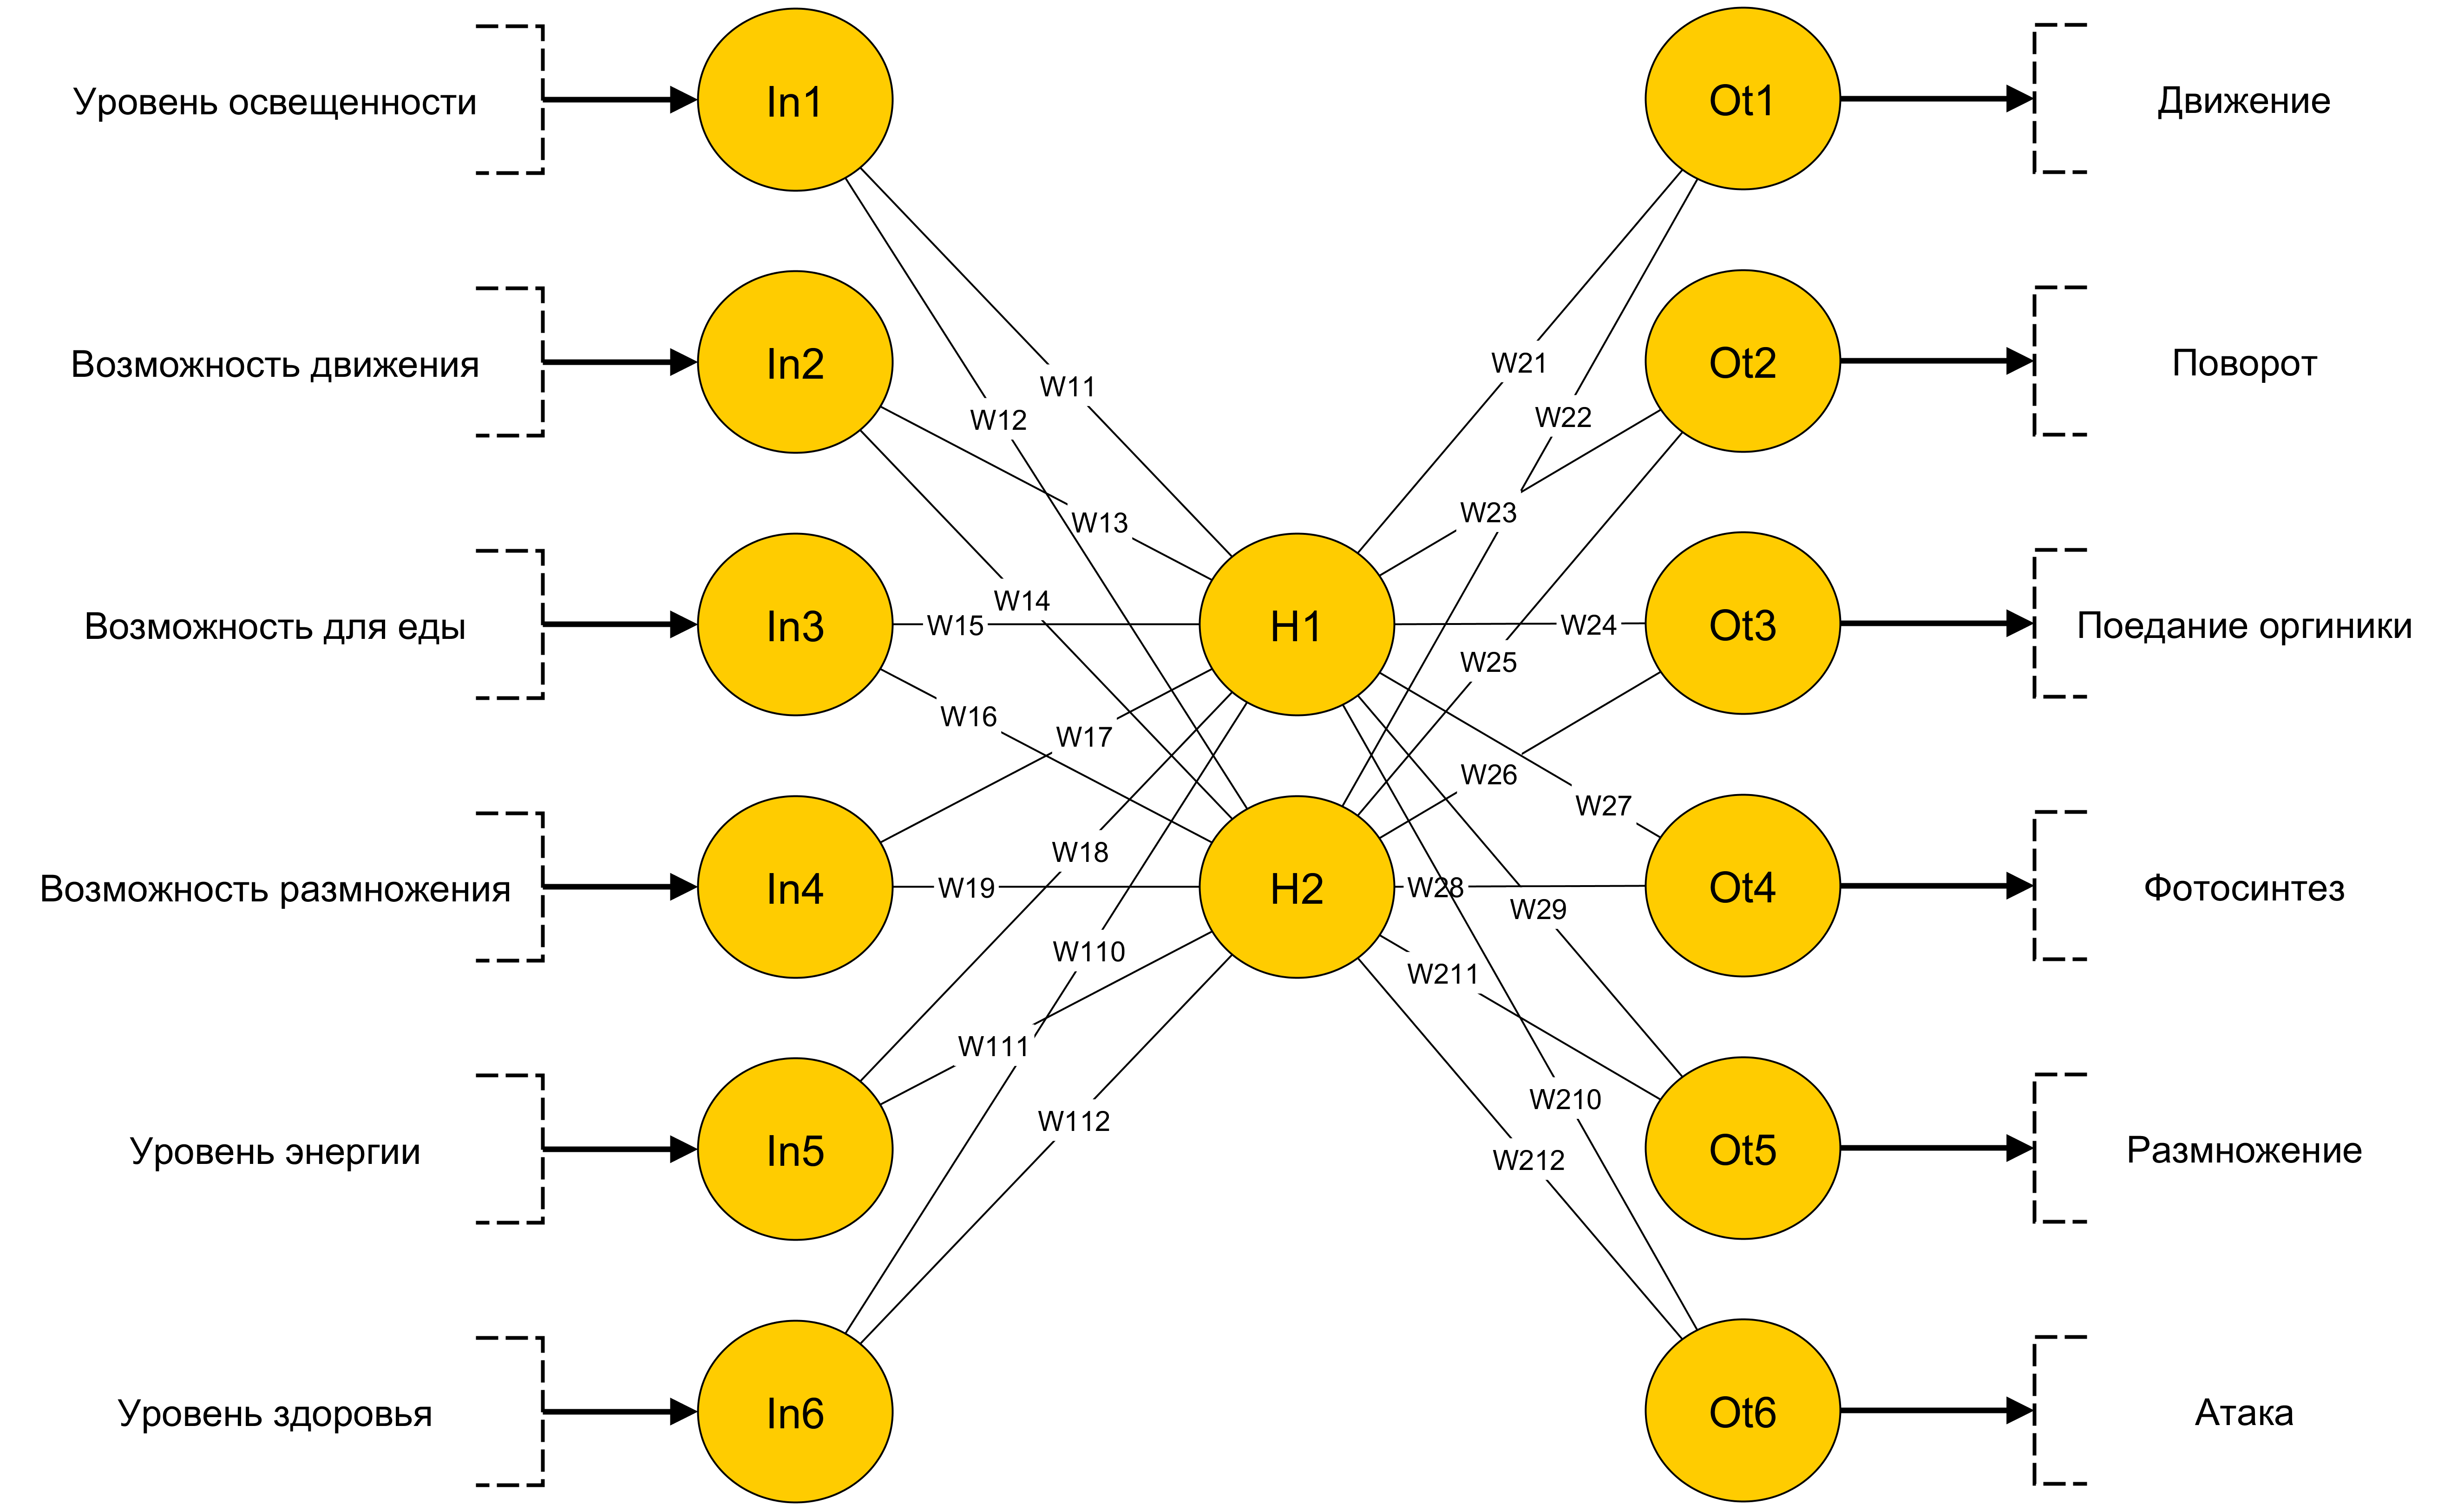 Уровень освещенности
In1
Ot1
Движение
Возможность движения
In2
W11
W12
W21
W22
Ot2
Поворот
W13
W23
Возможность для еды
In3
W14
W15
H1
W24
Ot3
Поедание оргиники
W25
W16
W17
W26
W27
Возможность размножения
In4
W18
W19
H2
W28
W29
Ot4
Фотосинтез
W110
W211
W111
W112
W210
Уровень энергии
In5
W212
Ot5
Размножение
Уровень здоровья
In6
Ot6
Атака